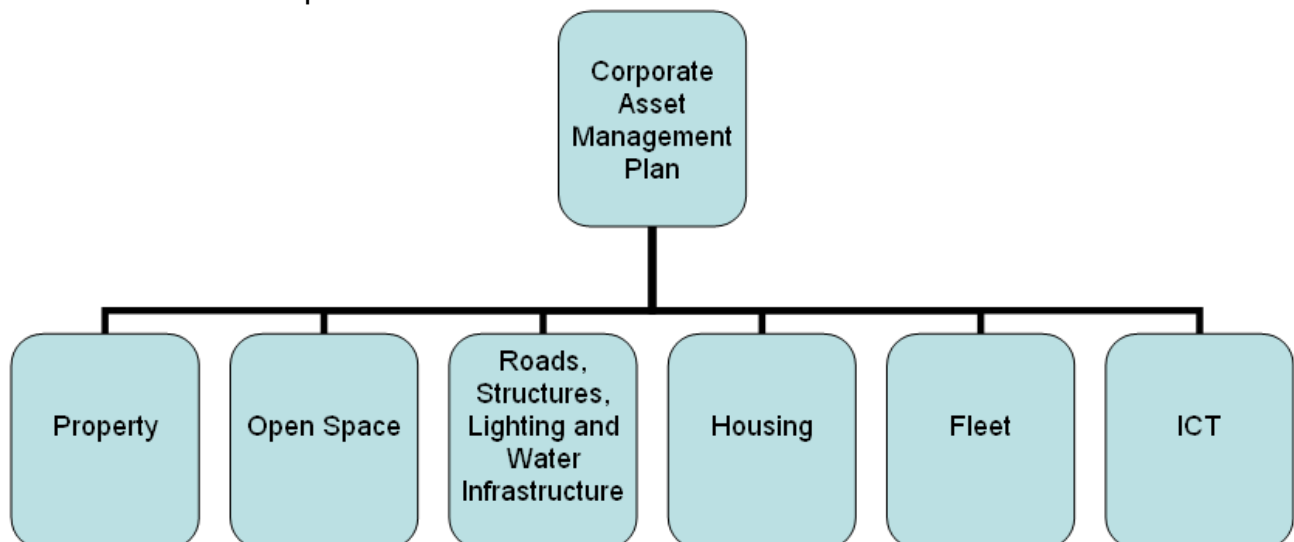 Corporate
Asset
Management
Plan
Property
Open Space
Roads,
Structures,
Lighting and
Water
Infrastructure
Housing
Fleet
ICT